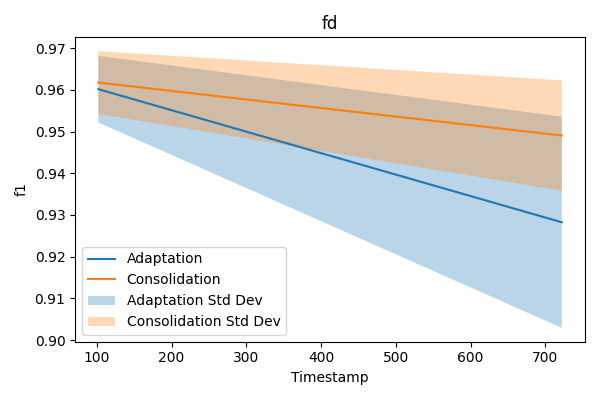 fd
0.97
0.96
0.95
0.94
0.93
0.92
0.91
0.90
f1
Adaptation
Consolidation
Adaptation Std Dev
Consolidation Std Dev
100 200 300 400 500 600 700
Timestamp